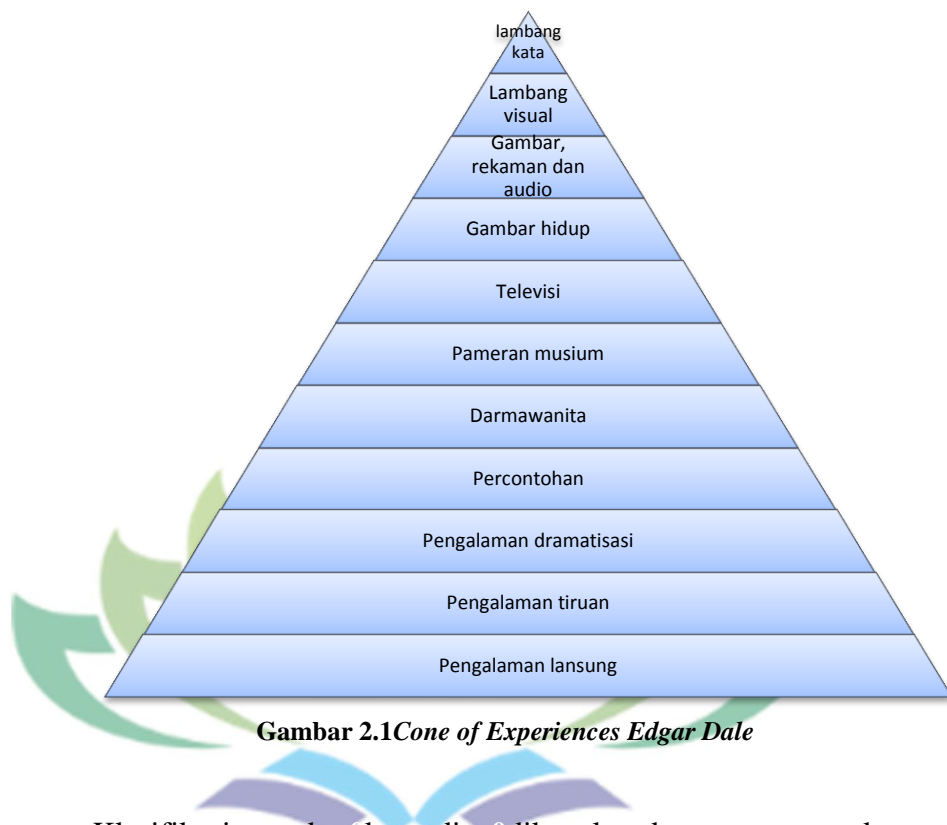 lambang
kata
Lambang
visual
Gambar,
rekaman dan
audio
Gambar hidup
Televisi
Pameran musium
Darmawanita
Percontohan
Pengalaman dramatisasi
Pengalaman tiruan
Pengalaman lansung
Gambar 2.1Cone of Experiences Edgar Dale